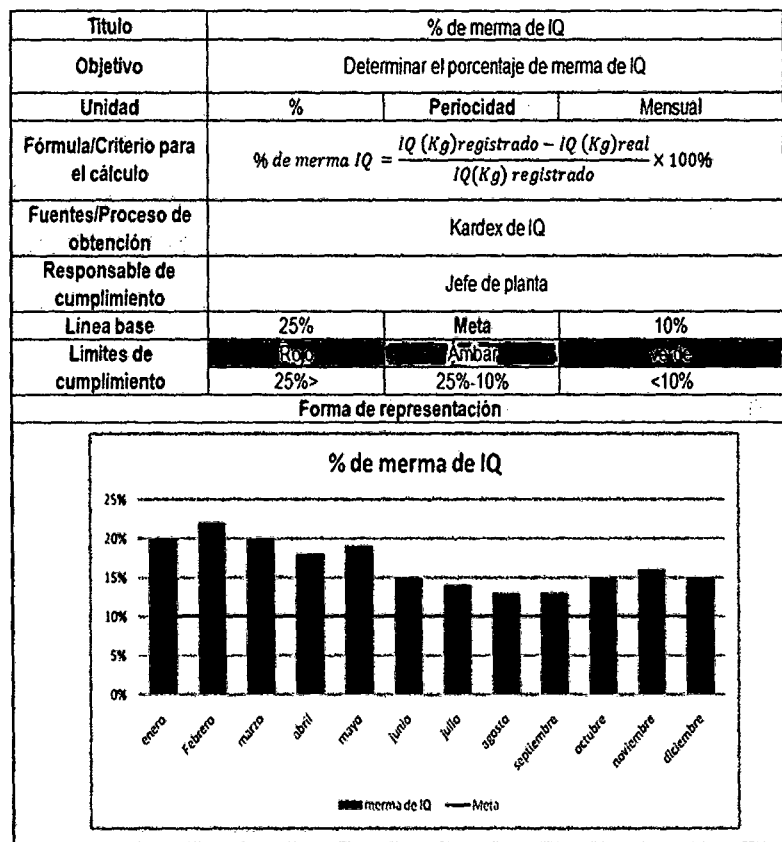 Titulo % de merma de IQ
Objetivo Determinar el porcentaje de merma de IQ
Unidad % Periocidad Mensual
Fórmula/Criterio para el cálculo % de merma IQ = IQ (Kg)registrado − IQ (Kg)real / IQ(Kg) registrado × 100%
Fuentes/Proceso de obtención Kardex de IQ
Responsable de cumplimiento Jefe de planta
Linea base 25% Meta 10%
Limites de cumplimiento Rojo Ámbar verde
25%> 25%-10% <10%
Forma de representación
% de merma de IQ
25%
20%
15%
10%
5%
0%
enero Febrero marzo abril mayo junio julio agosto septiembre octubre noviembre diciembre
merma de IQ Meta